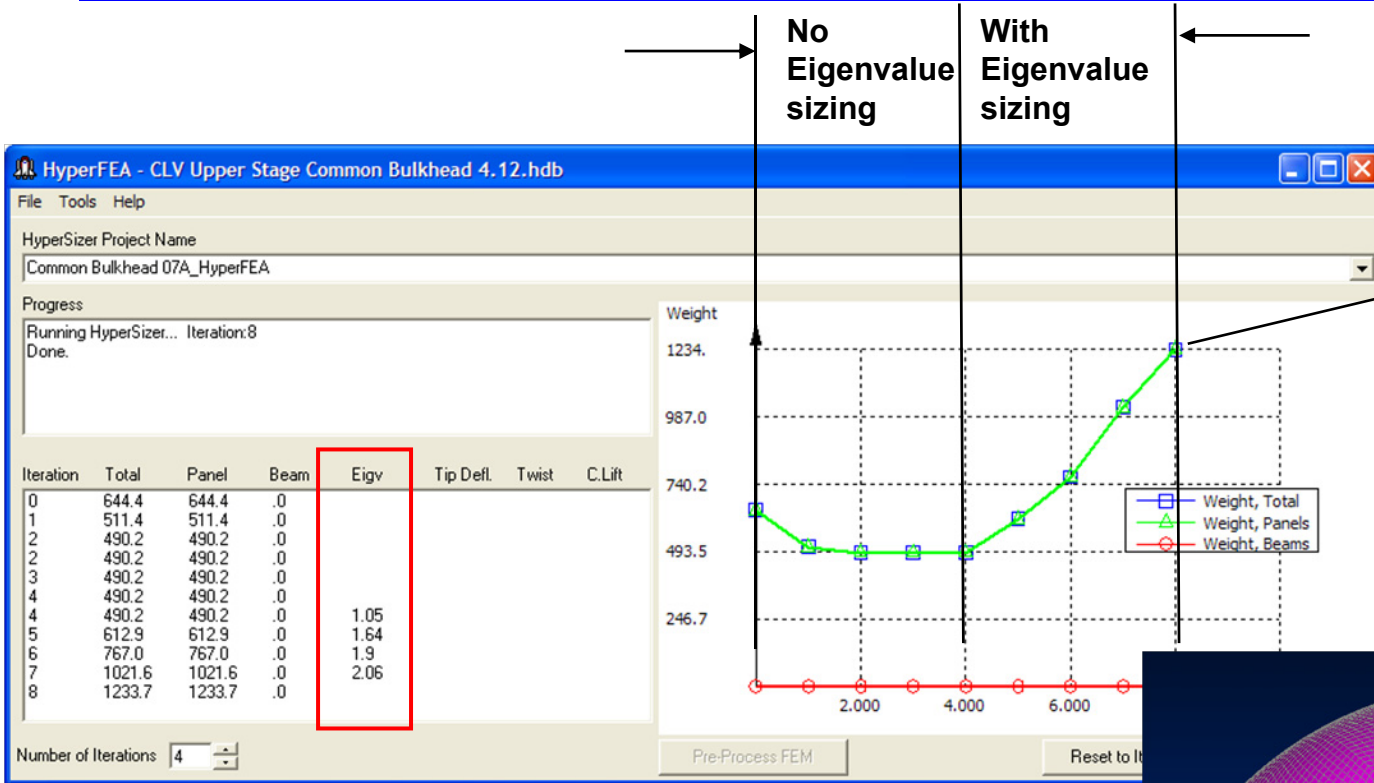 No
Eigenvalue
sizing
With
Eigenvalue
sizing
HyperFEA - CLV Upper Stage Common Bulkhead 4.12.hdb
File Tools Help
HyperSizer Project Name
Common Bulkhead 07A_HyperFEA
Progress
Running HyperSizer... Iteration:8
Done.
Iteration Total Panel Beam Eigv Tip Defl. Twist C.Lift
0 644.4 644.4 .0
1 511.4 511.4 .0
2 490.2 490.2 .0
2 490.2 490.2 .0
3 490.2 490.2 .0
4 490.2 490.2 .0
4 490.2 490.2 .0 1.05
5 612.9 612.9 .0 1.64
6 767.0 767.0 .0 1.9
7 1021.6 1021.6 .0 2.06
8 1233.7 1233.7 .0
Number of Iterations 4
Weight
1234.
987.0
740.2
493.5
246.7
2.000 4.000 6.000
Weight, Total
Weight, Panels
Weight, Beams
Pre-Process FEM
Reset to It